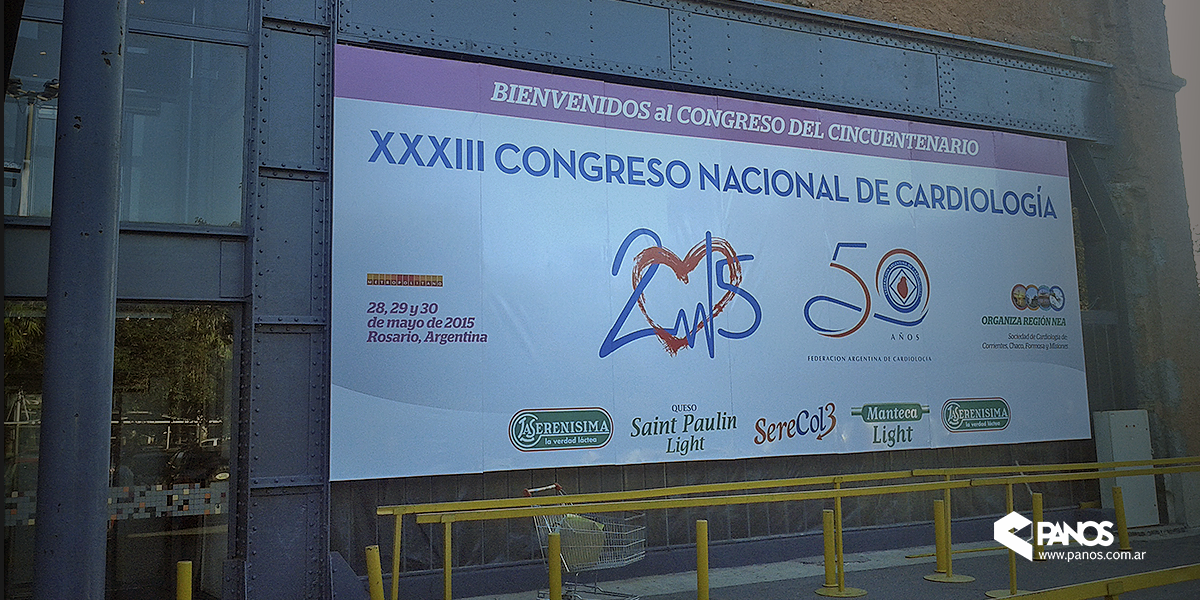 BIENVENIDOS al CONGRESO DEL CINCUENTENARIO
XXXIII CONGRESO NACIONAL DE CARDIOLOGÍA
METROPOLITANO
28, 29 y 30
de mayo de 2015
Rosario, Argentina
2015
50
AÑOS
FEDERACION ARGENTINA DE CARDIOLOGIA
ORGANIZA REGIÓN NEA
Sociedad de Cardiología de
Corrientes, Chaco, Formosa y Misiones
LA SERENISIMA
la verdad láctea
QUESO
Saint Paulin
Light
SereCol3
Manteca
Light
LA SERENISIMA
la verdad láctea
PANOS
www.panos.com.ar